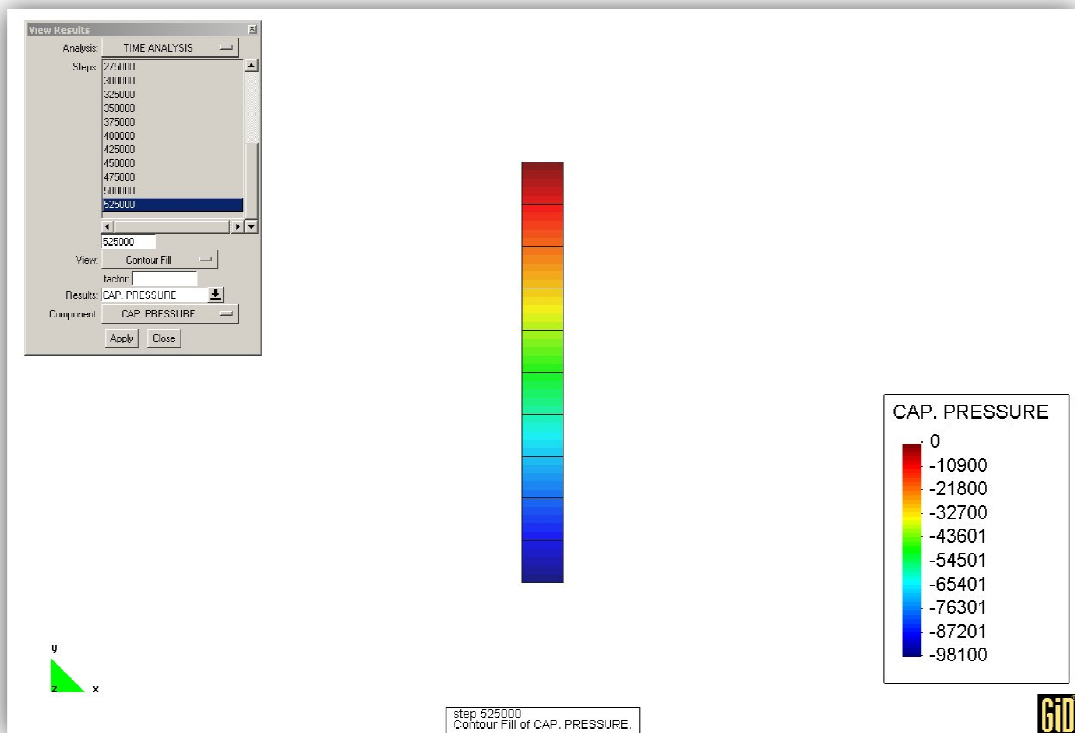 View Results
Analysis: TIME ANALYSIS
Steps: 275000
300000
325000
350000
375000
400000
425000
450000
475000
500000
525000
525000
View: Contour Fill
factor:
Results: CAP. PRESSURE
Component: CAP. PRESSURE
Apply Close
CAP. PRESSURE
0
-10900
-21800
-32700
-43601
-54501
-65401
-76301
-87201
-98100
y
z x
step 525000
Contour Fill of CAP. PRESSURE.
GiD